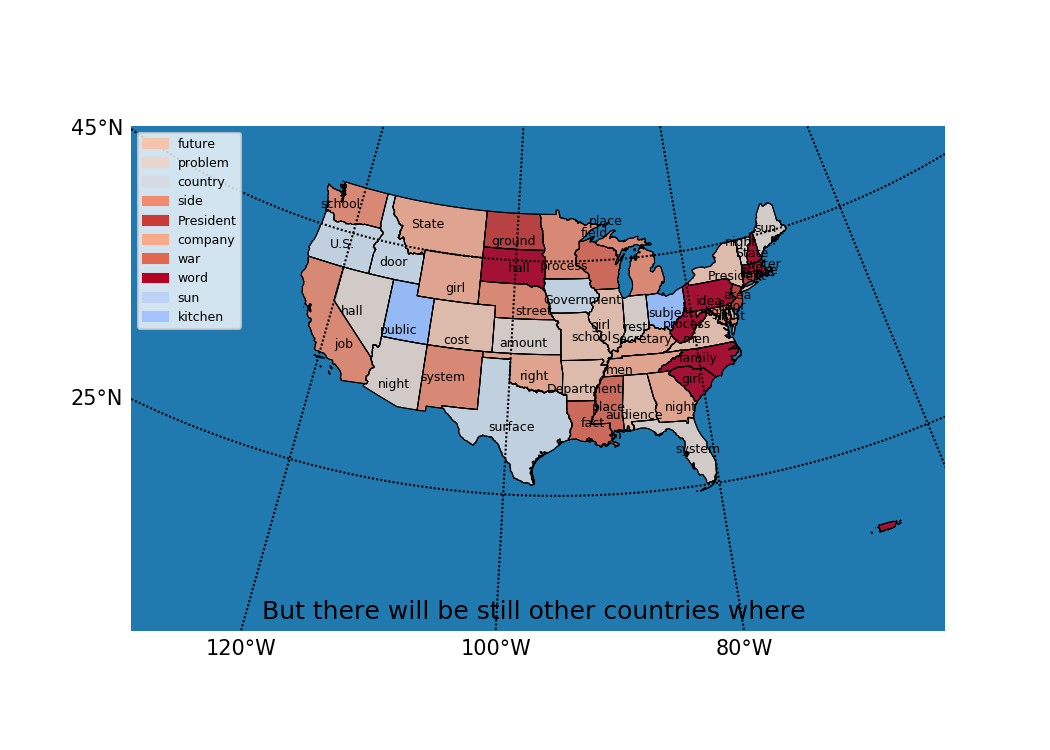 45°N
future
problem
country
side
President
company
war
word
sun
kitchen
school
State
place
field
sun
night
State
U.S.
ground
door
hall
process
water
President
girl
Government
idea
area
hall
street
subject
public
girl
process
cost
school
rest
Secretary
men
job
amount
family
night
system
right
men
girl
25°N
Department
place
night
audience
surface
fact
system
But there will be still other countries where
120°W
100°W
80°W